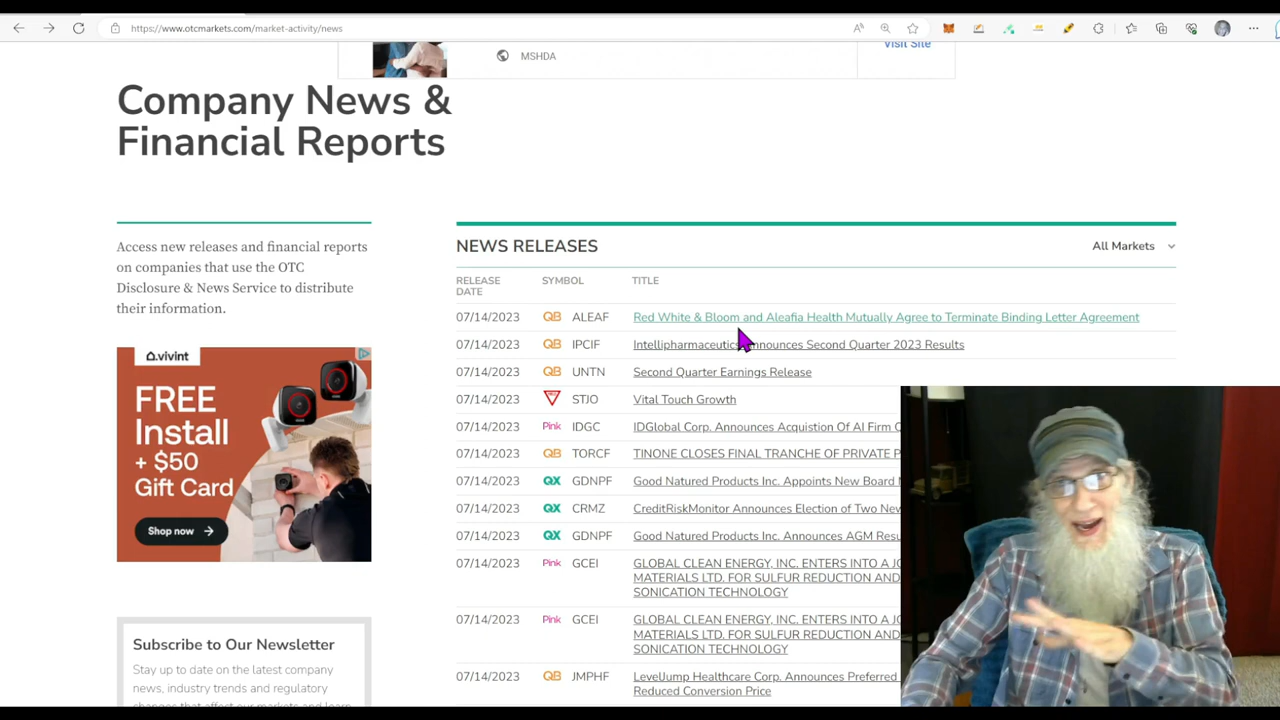 https://www.otcmarkets.com/market-activity/news
MSHDA
Visit Site
Company News &
Financial Reports
Access new releases and financial reports
on companies that use the OTC
Disclosure & News Service to distribute
their information.
vivint
FREE
Install
+ $50
Gift Card
Shop now
Subscribe to Our Newsletter
Stay up to date on the latest company
news, industry trends and regulatory
changes that affect our markets and learn
NEWS RELEASES
All Markets
RELEASE DATE SYMBOL TITLE
07/14/2023 QB ALEAF Red White & Bloom and Aleafia Health Mutually Agree to Terminate Binding Letter Agreement
07/14/2023 QB IPCIF Intellipharmaceutics Announces Second Quarter 2023 Results
07/14/2023 QB UNTN Second Quarter Earnings Release
07/14/2023 STJO Vital Touch Growth
07/14/2023 Pink IDGC IDGlobal Corp. Announces Acquistion Of AI Firm
07/14/2023 QB TORCF TINONE CLOSES FINAL TRANCHE OF PRIVATE
07/14/2023 QX GDNPF Good Natured Products Inc. Appoints New Board
07/14/2023 QX CRMZ CreditRiskMonitor Announces Election of Two
07/14/2023 QX GDNPF Good Natured Products Inc. Announces AGM
07/14/2023 Pink GCEI GLOBAL CLEAN ENERGY, INC. ENTERS INTO A
MATERIALS LTD. FOR SULFUR REDUCTION AND
SONICATION TECHNOLOGY
07/14/2023 Pink GCEI GLOBAL CLEAN ENERGY, INC. ENTERS INTO A
MATERIALS LTD. FOR SULFUR REDUCTION AND
SONICATION TECHNOLOGY
07/14/2023 QB JMPHF LevelJump Healthcare Corp. Announces Preferred
Reduced Conversion Price